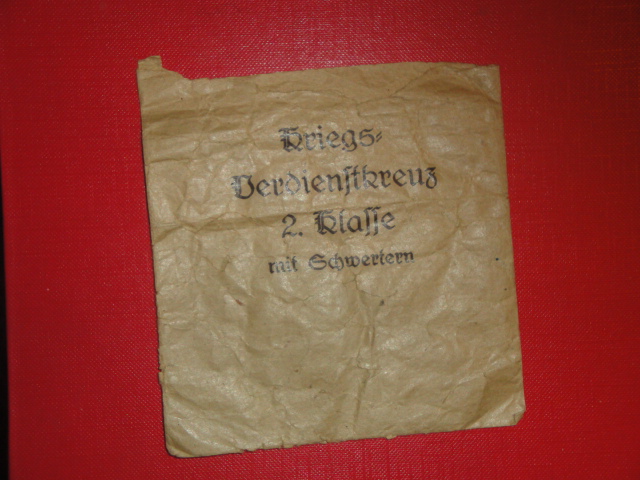 Kriegs-
Verdienstkreuz
2. Klasse
mit Schwertern